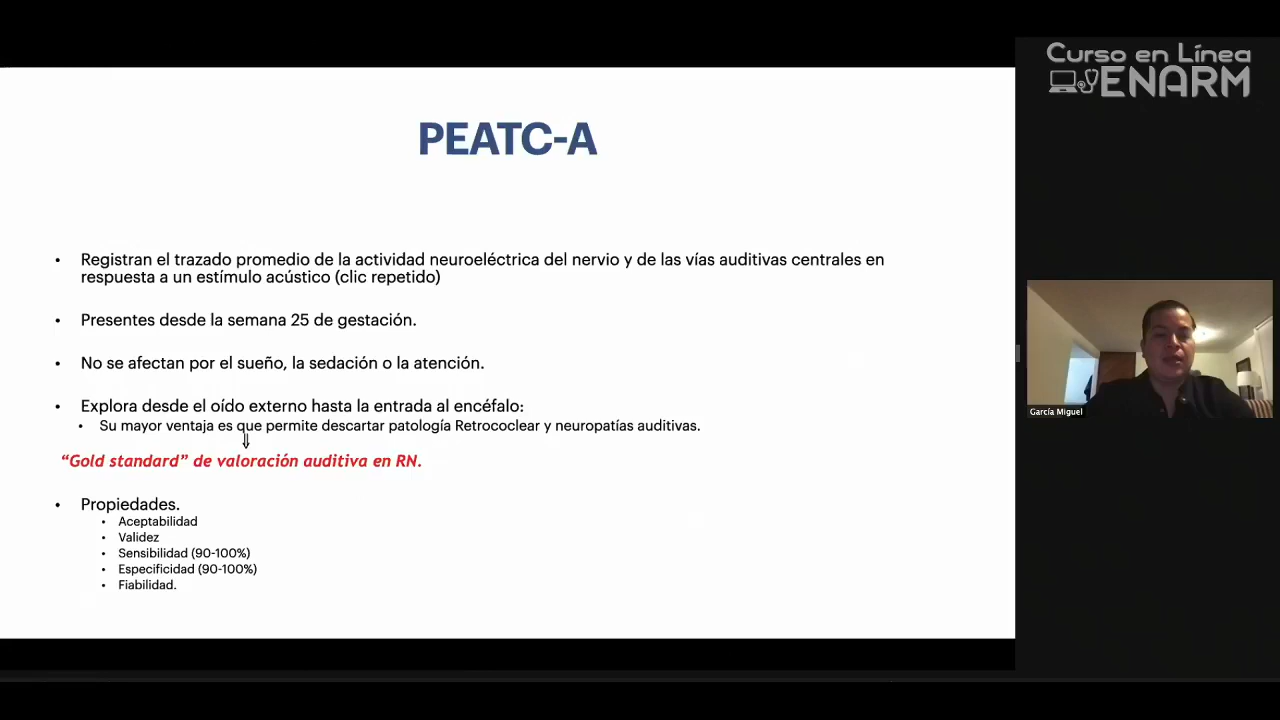 Curso en Línea
ENARM
PEATC-A
• Registran el trazado promedio de la actividad neuroeléctrica del nervio y de las vías auditivas centrales en
respuesta a un estímulo acústico (clic repetido)
• Presentes desde la semana 25 de gestación.
• No se afectan por el sueño, la sedación o la atención.
• Explora desde el oído externo hasta la entrada al encéfalo:
• Su mayor ventaja es que permite descartar patología Retrococlear y neuropatías auditivas.
“Gold standard” de valoración auditiva en RN.
• Propiedades.
• Aceptabilidad
• Validez
• Sensibilidad (90-100%)
• Especificidad (90-100%)
• Fiabilidad.
García Miguel